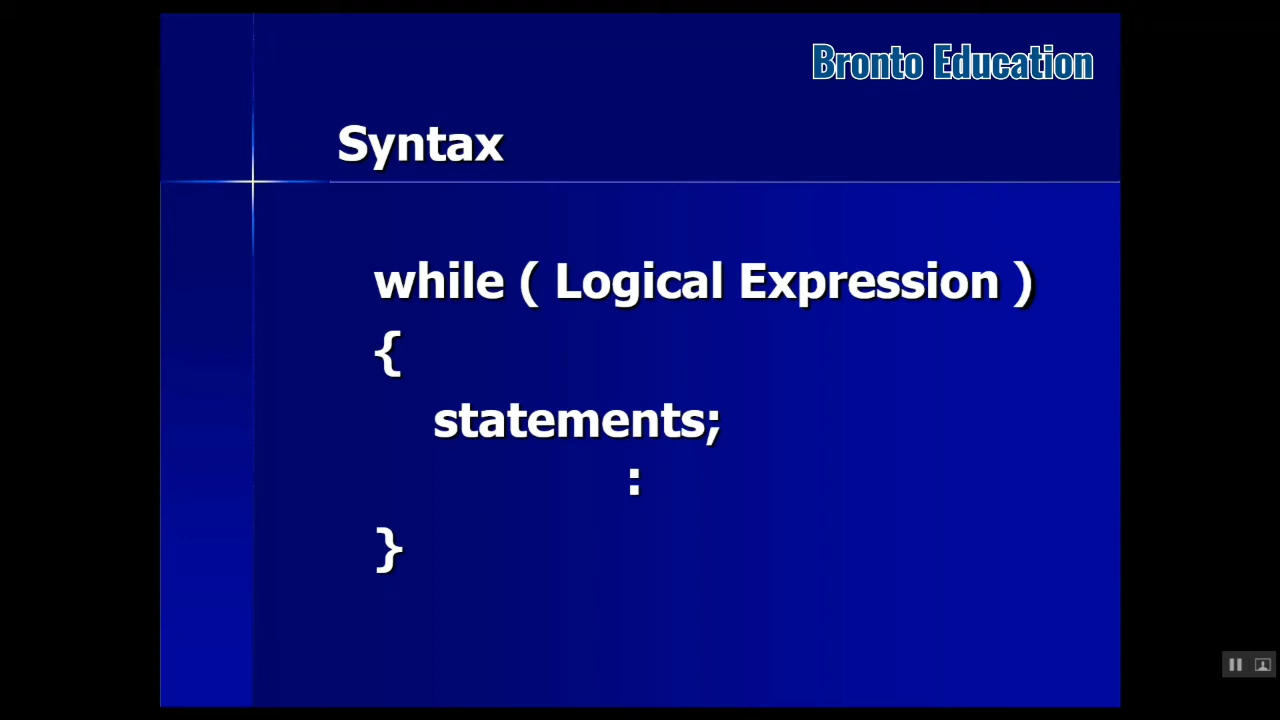 Bronto Education
Syntax
while ( Logical Expression )
{
statements;
:
}